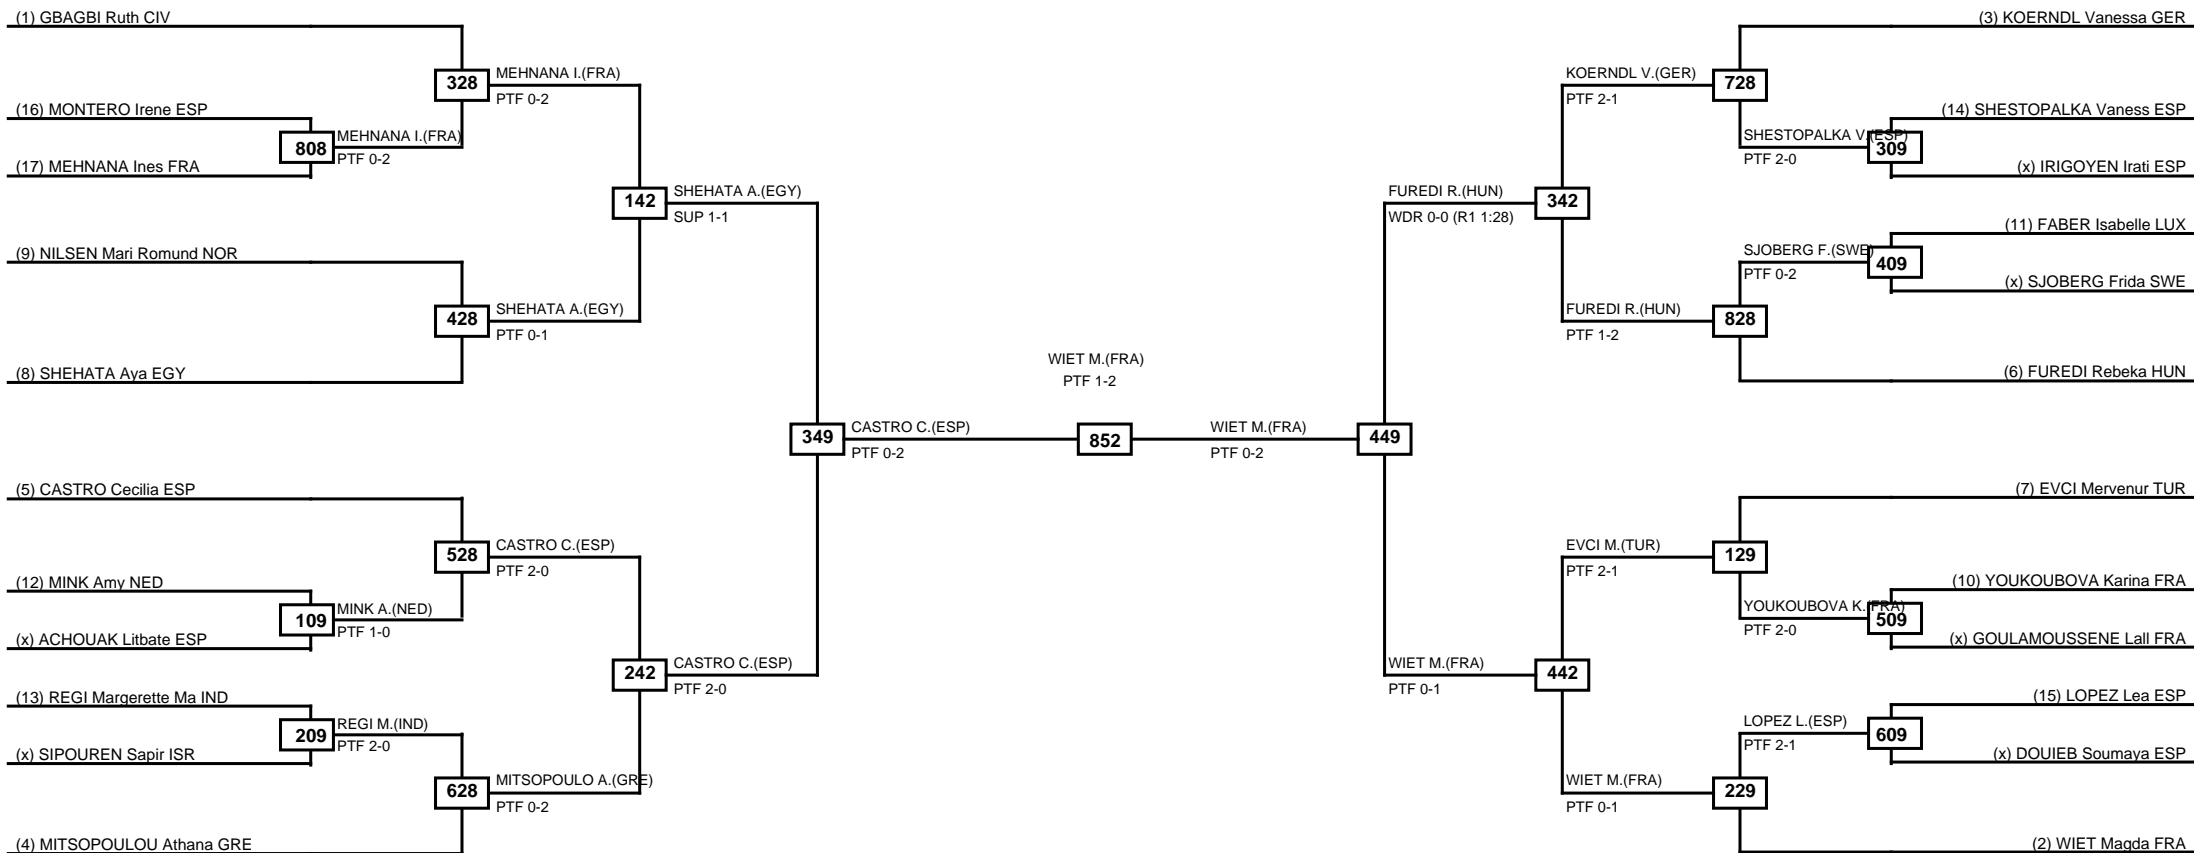 (1) GBAGBI Ruth CIV
(16) MONTERO Irene ESP
(17) MEHNANA Ines FRA
(9) NILSEN Mari Romund NOR
(8) SHEHATA Aya EGY
(5) CASTRO Cecilia ESP
(12) MINK Amy NED
(x) ACHOUAK Litbate ESP
(13) REGI Margerette Ma IND
(x) SIPOUREN Sapir ISR
(4) MITSOPOULOU Athana GRE
808
MEHNANA I.(FRA)
PTF 0-2
109
MINK A.(NED)
PTF 1-0
209
REGI M.(IND)
PTF 2-0
328
MEHNANA I.(FRA)
PTF 0-2
428
SHEHATA A.(EGY)
PTF 0-1
528
CASTRO C.(ESP)
PTF 2-0
628
MITSOPOULO A.(GRE)
PTF 0-2
142
SHEHATA A.(EGY)
SUP 1-1
242
CASTRO C.(ESP)
PTF 2-0
349
CASTRO C.(ESP)
PTF 0-2
WIET M.(FRA)
PTF 1-2
852
WIET M.(FRA)
PTF 0-2
449
FUREDI R.(HUN)
WDR 0-0 (R1 1:28)
342
WIET M.(FRA)
PTF 0-1
442
KOERNDL V.(GER)
PTF 2-1
728
FUREDI R.(HUN)
PTF 1-2
828
EVCI M.(TUR)
PTF 2-1
129
WIET M.(FRA)
PTF 0-1
229
SHESTOPALKA V.(ESP)
PTF 2-0
309
SJOBERG F.(SWE)
PTF 0-2
409
YOUKOUBOVA K.(FRA)
PTF 2-0
509
LOPEZ L.(ESP)
PTF 2-1
609
(3) KOERNDL Vanessa GER
(14) SHESTOPALKA Vaness ESP
(x) IRIGOYEN Irati ESP
(11) FABER Isabelle LUX
(x) SJOBERG Frida SWE
(6) FUREDI Rebeka HUN
(7) EVCI Mervenur TUR
(10) YOUKOUBOVA Karina FRA
(x) GOULAMOUSSENE Lall FRA
(15) LOPEZ Lea ESP
(x) DOUIEB Soumaya ESP
(2) WIET Magda FRA